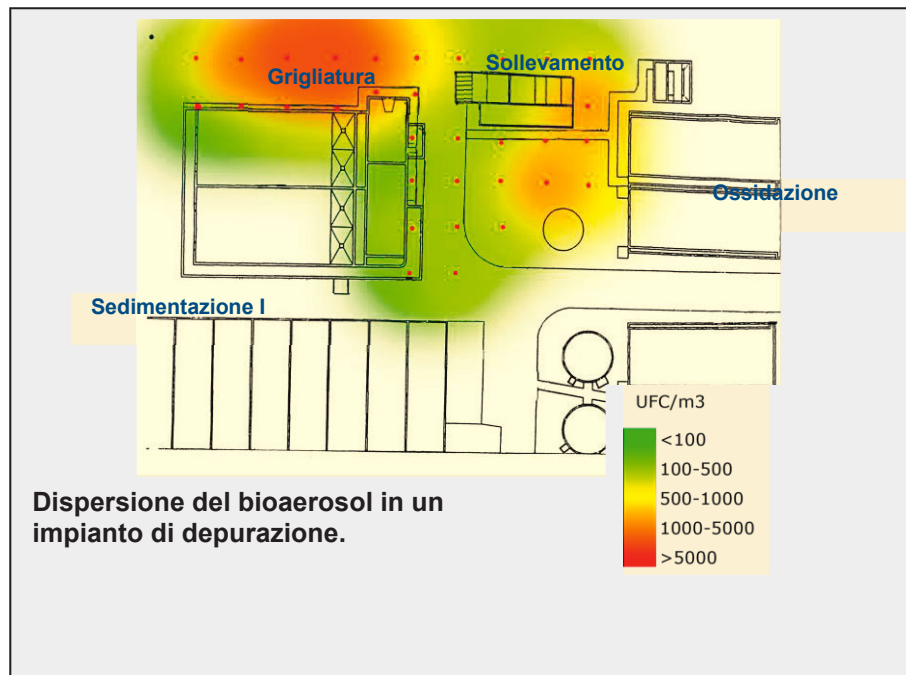 Sollevamento
Grigliatura
Ossidazione
Sedimentazione I
UFC/m3
<100
100-500
500-1000
1000-5000
>5000
Dispersione del bioaerosol in un
impianto di depurazione.